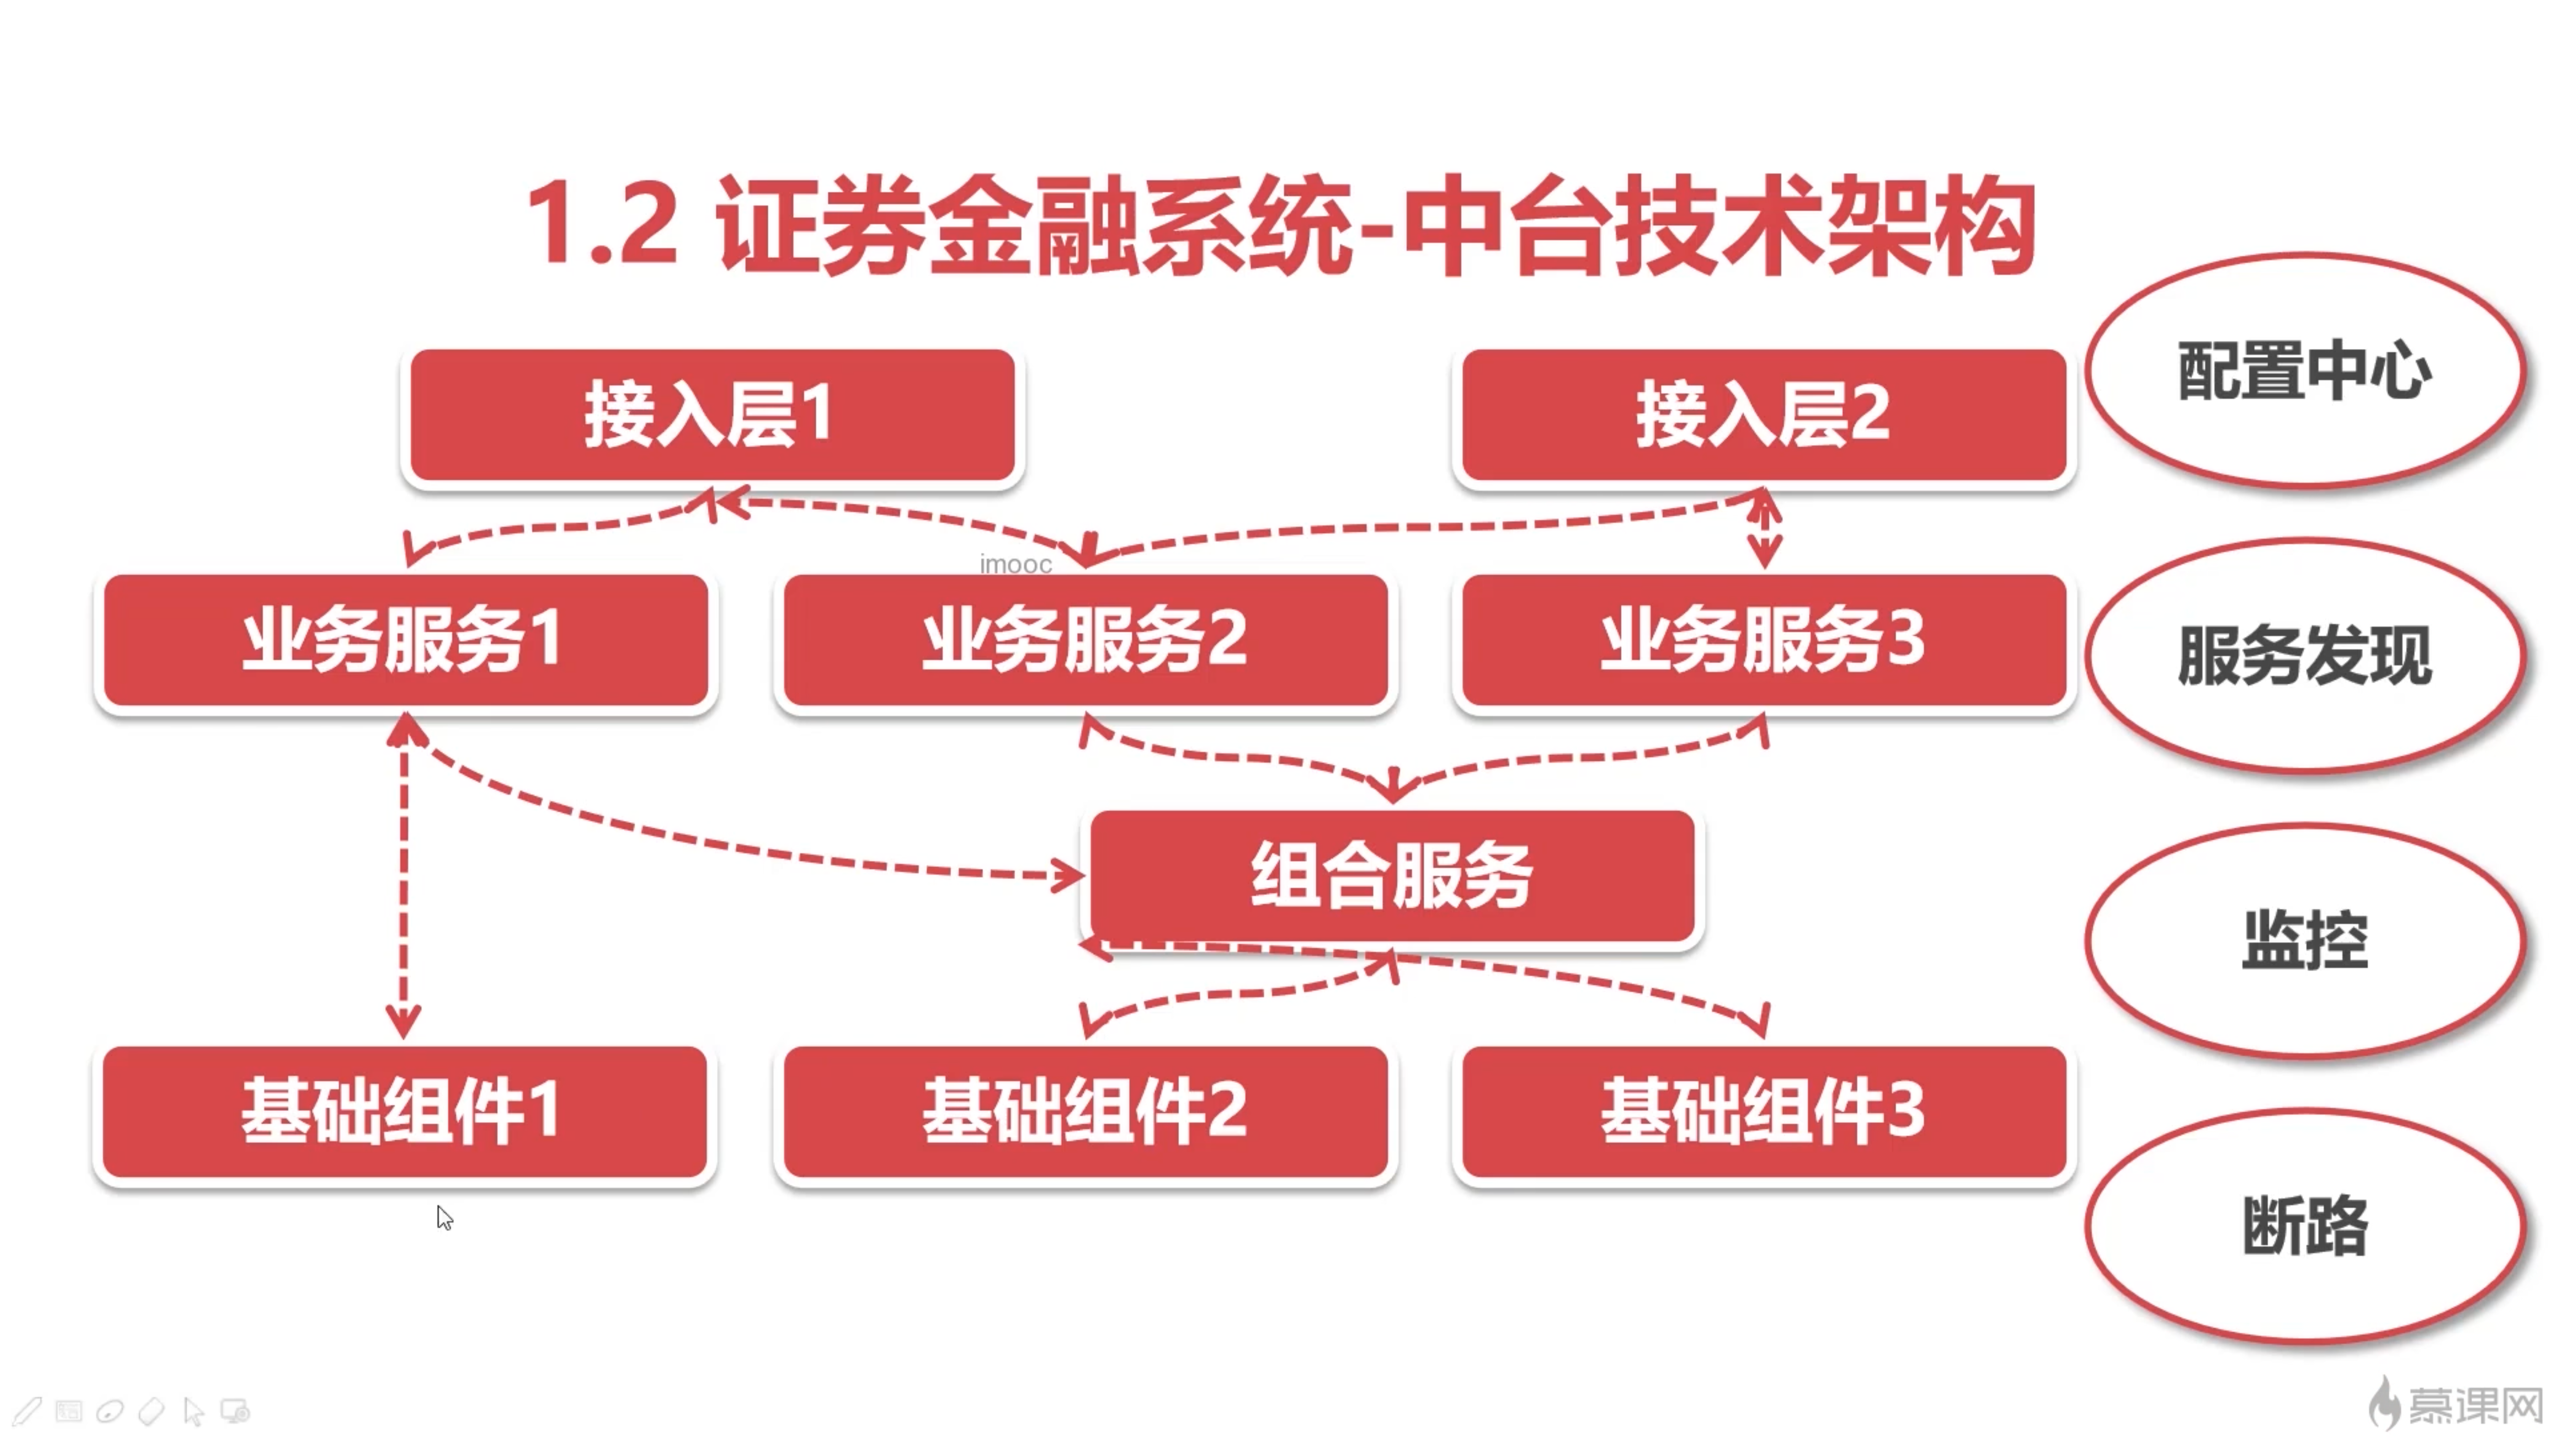 1.2 证券金融系统-中台技术架构
接入层1
接入层2
配置中心
imooc
业务服务1
业务服务2
业务服务3
服务发现
组合服务
监控
基础组件1
基础组件2
基础组件3
断路
慕课网